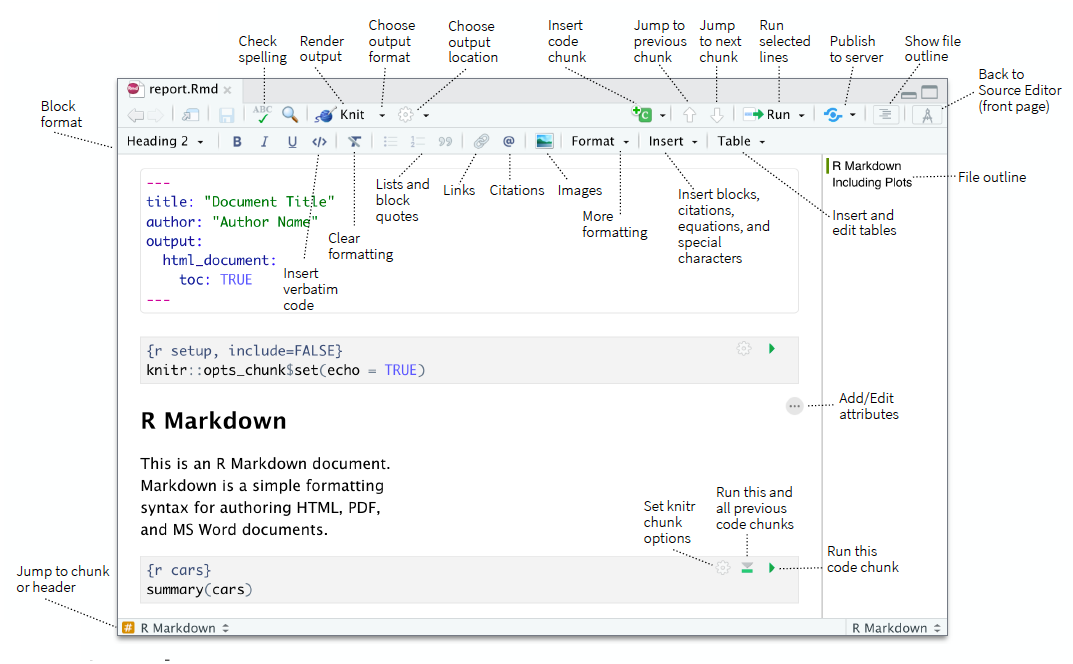 Check
spelling
Render
output
Choose
output
format
Choose
output
location
Insert
code
chunk
Jump to
previous
chunk
Jump
to next
chunk
Run
selected
lines
Publish
to server
Show file
outline
Back to
Source Editor
(front page)
Block
format
report.Rmd
ABC
Knit
C
Run
Heading 2
B
I
U
</>
@
Format
Insert
Table
R Markdown
Including Plots
File outline
Lists and
block
quotes
Links
Citations
Images
More
formatting
Insert blocks,
citations,
equations, and
special
characters
Insert and
edit tables
Clear
formatting
Insert
verbatim
code
---
title: "Document Title"
author: "Author Name"
output:
html_document:
toc: TRUE
---
{r setup, include=FALSE}
knitr::opts_chunk$set(echo = TRUE)
Add/Edit
attributes
R Markdown
This is an R Markdown document.
Markdown is a simple formatting
syntax for authoring HTML, PDF,
and MS Word documents.
Set knitr
chunk
options
Run this and
all previous
code chunks
Run this
code chunk
{r cars}
summary(cars)
Jump to chunk
or header
# R Markdown
R Markdown